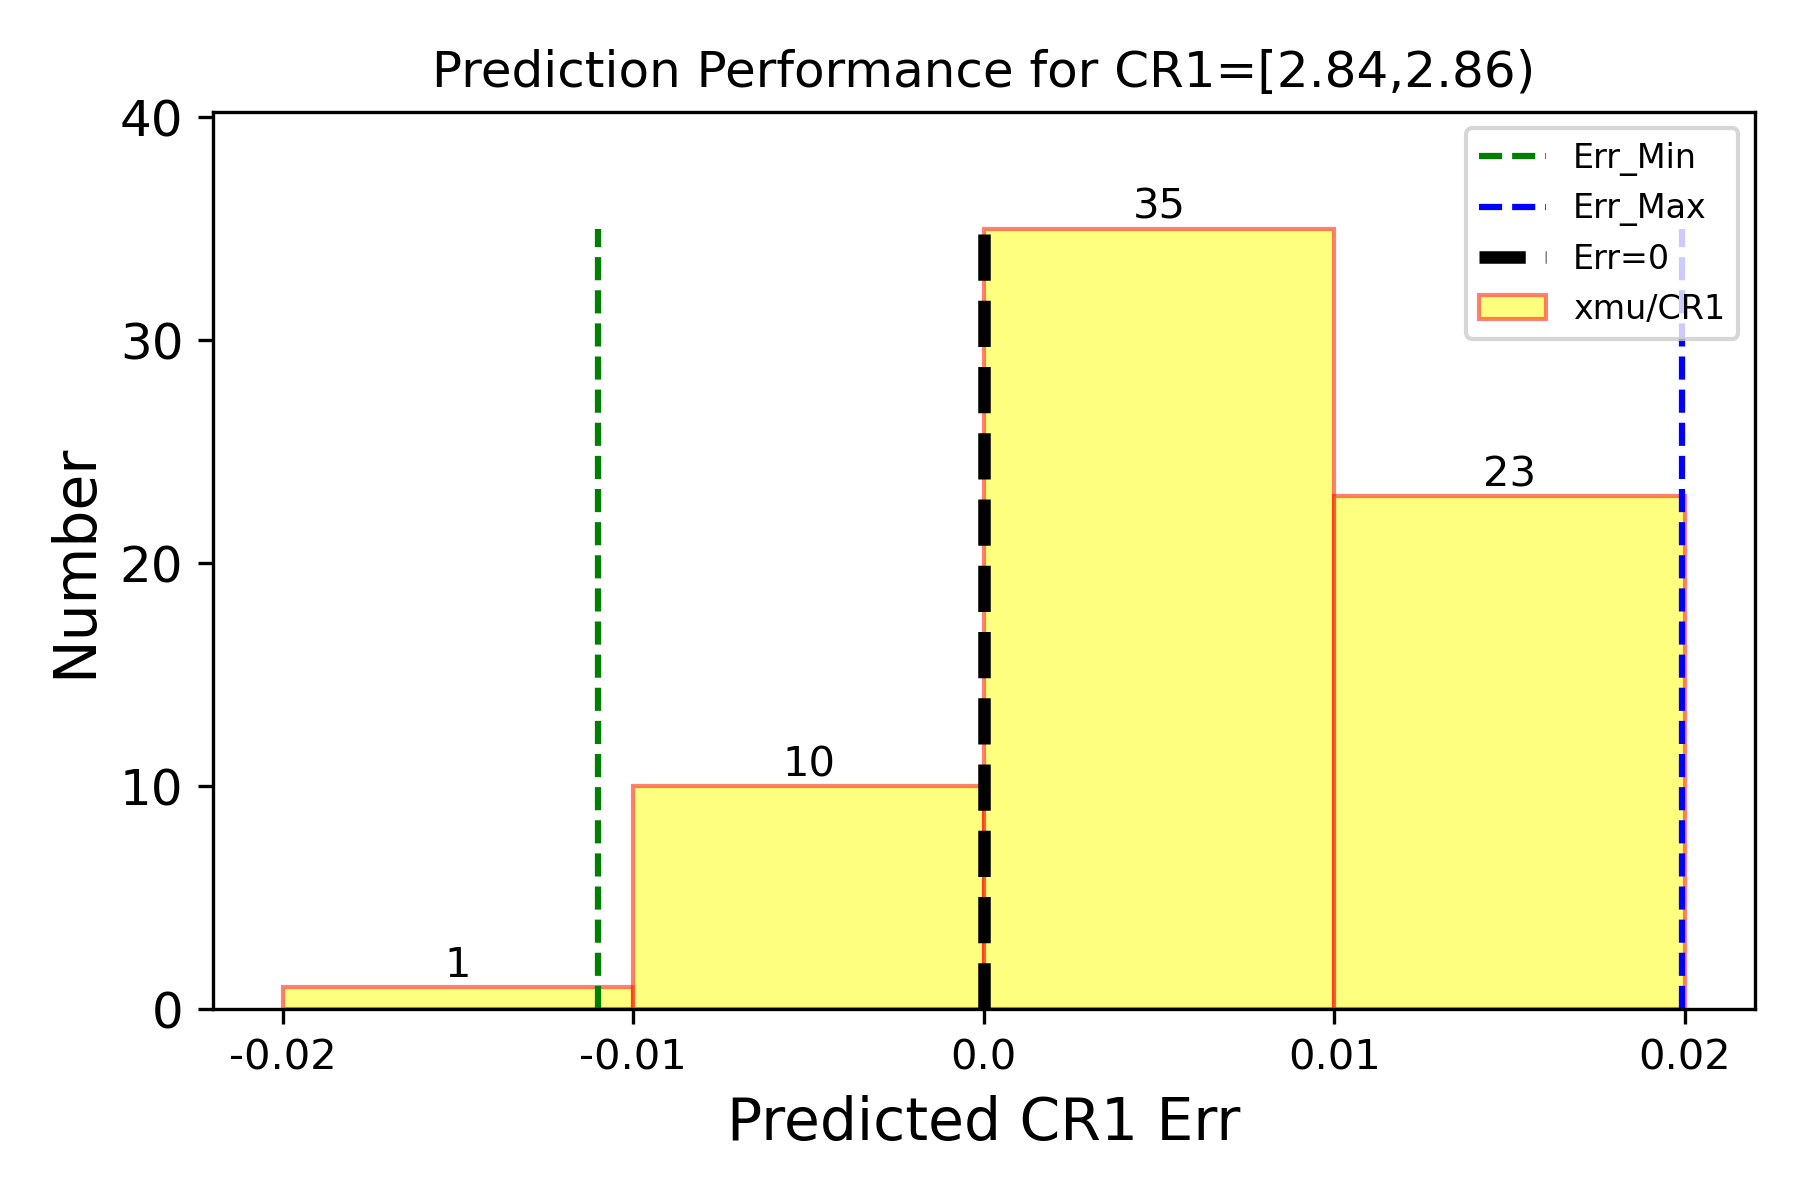 Prediction Performance for CR1=[2.84,2.86)
40
30
20
10
0
Number
Err_Min
Err_Max
Err=0
xmu/CR1
35
23
10
1
-0.02
-0.01
0.0
0.01
0.02
Predicted CR1 Err